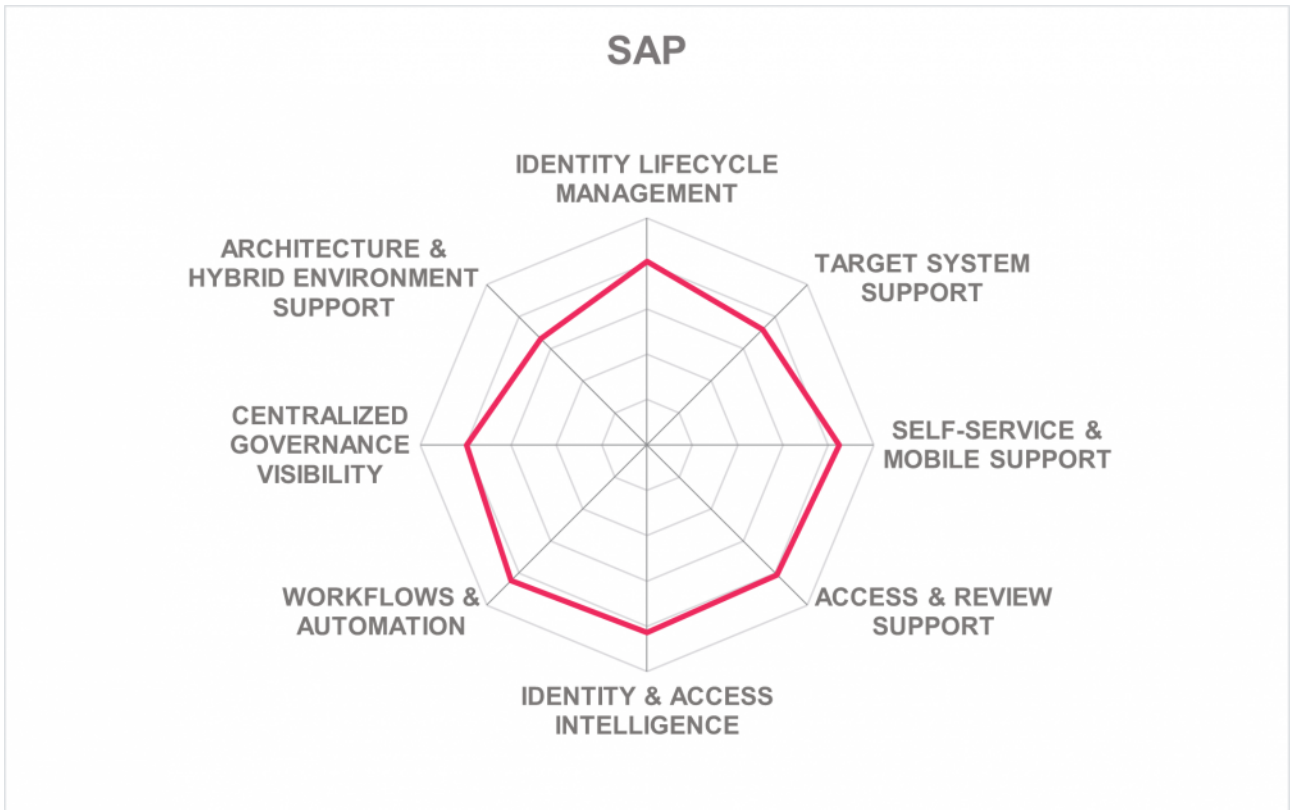 SAP
IDENTITY LIFECYCLE
MANAGEMENT
TARGET SYSTEM
SUPPORT
SELF-SERVICE &
MOBILE SUPPORT
ACCESS & REVIEW
SUPPORT
IDENTITY & ACCESS
INTELLIGENCE
WORKFLOWS &
AUTOMATION
CENTRALIZED
GOVERNANCE
VISIBILITY
ARCHITECTURE &
HYBRID ENVIRONMENT
SUPPORT